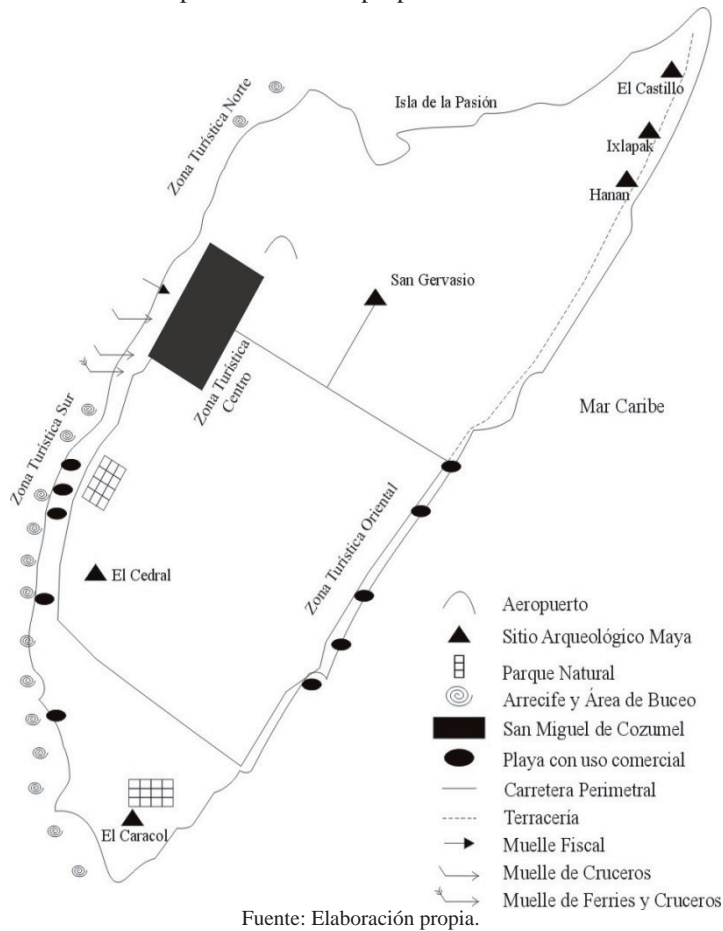 Zona Turística Norte
Isla de la Pasión
El Castillo
Ixlapak
Hanan
San Gervasio
Zona Turística
Centro
Mar Caribe
Zona Turística Sur
El Cedral
Zona Turística Oriental
El Caracol
Aeropuerto
Sitio Arqueológico Maya
Parque Natural
Arrecife y Área de Buceo
San Miguel de Cozumel
Playa con uso comercial
Carretera Perimetral
Terracería
Muelle Fiscal
Muelle de Cruceros
Muelle de Ferries y Cruceros
Fuente: Elaboración propia.